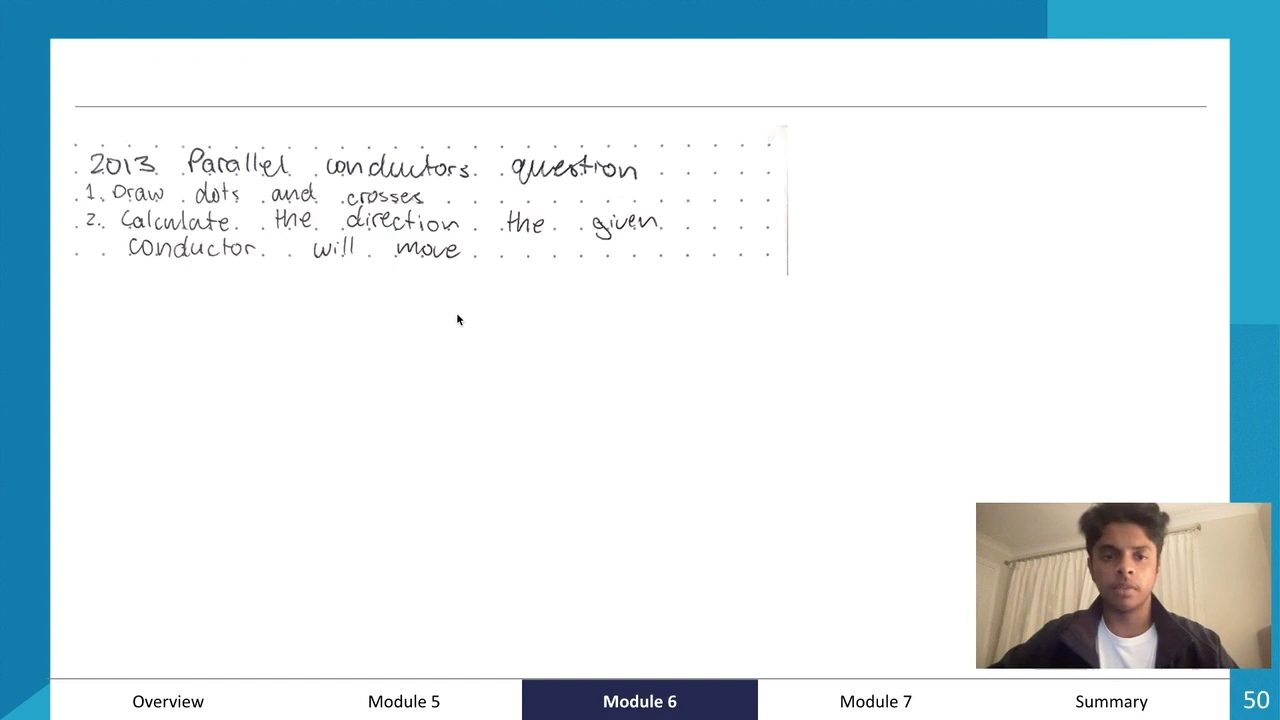 2013 Parallel conductors question
1. Draw dots and crosses
2. Calculate the direction the given
conductor will move
Overview Module 5 Module 6 Module 7 Summary 50